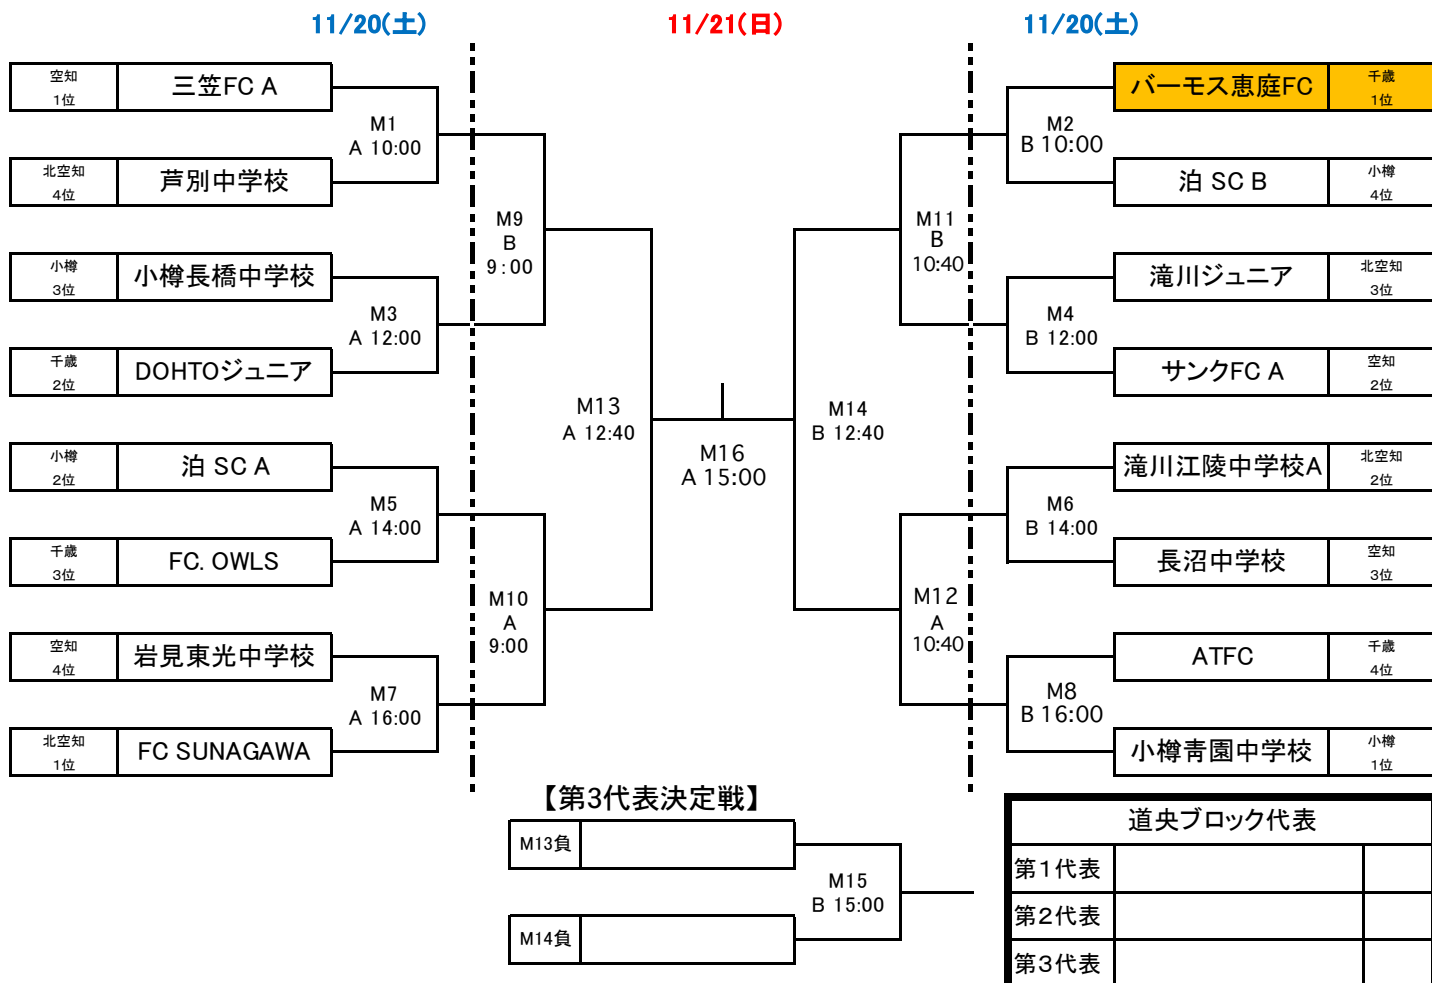 11/20(土)
11/21(日)
11/20(土)
空知
1位
三笠FC A
M1
A 10:00
北空知
4位
芦別中学校
M9
B
9:00
小樽
3位
小樽長橋中学校
M3
A 12:00
千歳
2位
DOHTOジュニア
M13
A 12:40
小樽
2位
泊 SC A
M5
A 14:00
千歳
3位
FC. OWLS
M10
A
9:00
空知
4位
岩見東光中学校
M7
A 16:00
北空知
1位
FC SUNAGAWA
M16
A 15:00
バーモス恵庭FC
千歳
1位
M2
B 10:00
泊 SC B
小樽
4位
M11
B
10:40
滝川ジュニア
北空知
3位
M4
B 12:00
サンクFC A
空知
2位
M14
B 12:40
滝川江陵中学校A
北空知
2位
M6
B 14:00
長沼中学校
空知
3位
M12
A
10:40
ATFC
千歳
4位
M8
B 16:00
小樽青園中学校
小樽
1位
【第3代表決定戦】
M13負
M15
B 15:00
M14負
道央ブロック代表
第1代表
第2代表
第3代表